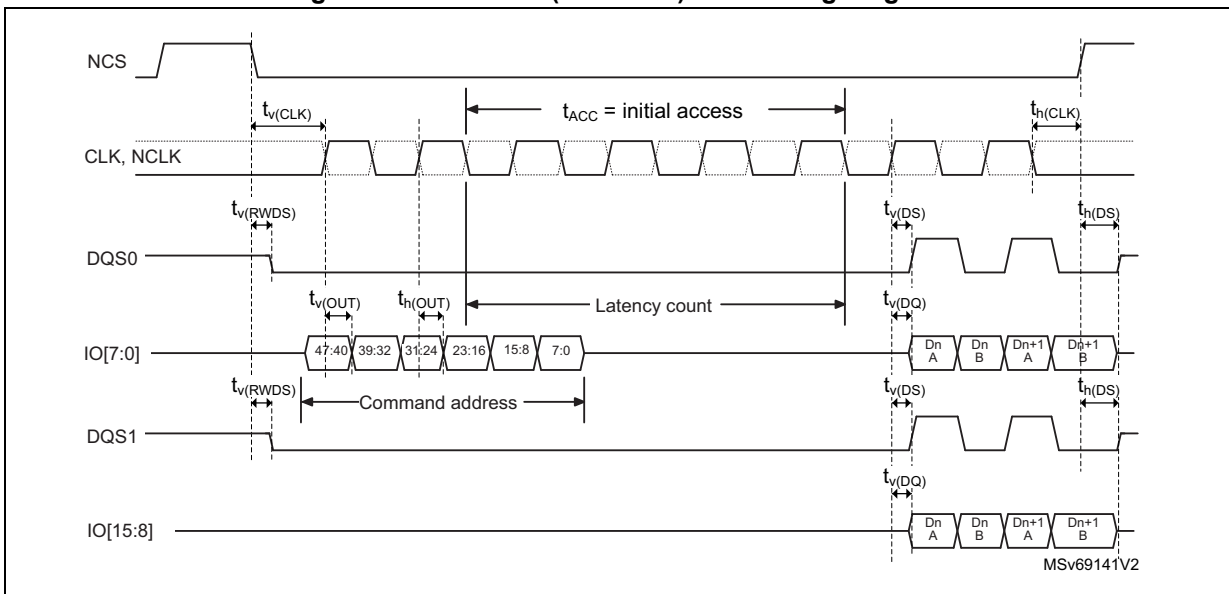 NCS
tv(CLK)
tACC = initial access
th(CLK)
CLK, NCLK
tv(RWDS)
tv(DS)
th(DS)
DQS0
tv(OUT)
th(OUT)
Latency count
tv(DQ)
IO[7:0]
47:40 39:32 31:24 23:16 15:8 7:0
Dn Dn Dn+1 Dn+1
A B A B
tv(RWDS)
Command address
tv(DS)
th(DS)
DQS1
tv(DQ)
IO[15:8]
Dn Dn Dn+1 Dn+1
A B A B
MSv69141V2